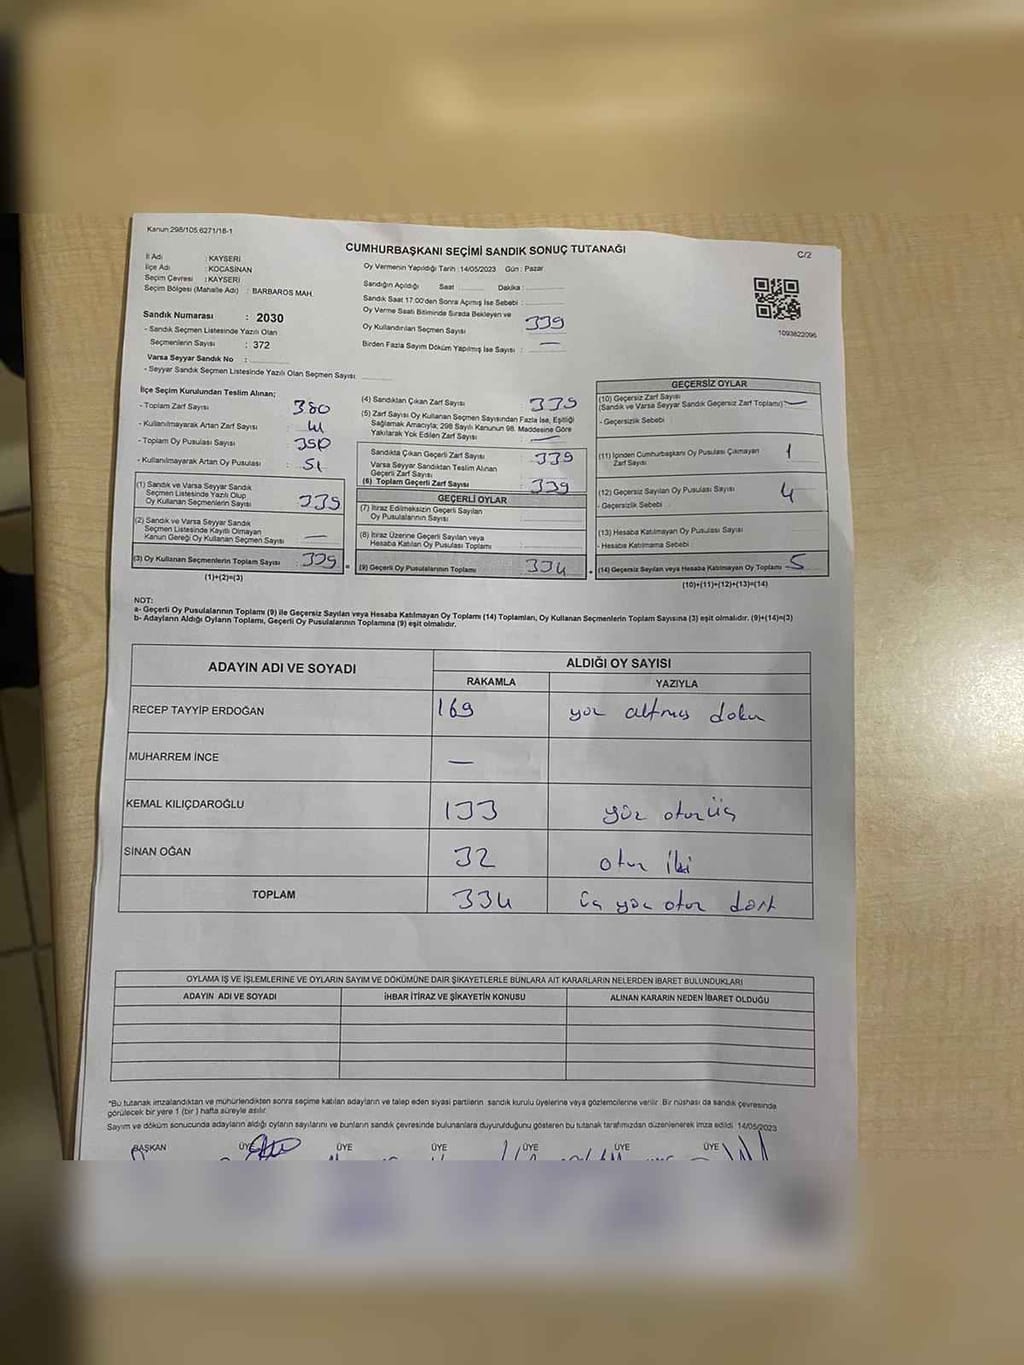 Kanun 298/105,6271/18-1
CUMHURBAŞKANI SEÇİMİ SANDIK SONUÇ TUTANAĞI
C/2
İl Adı : KAYSERİ
İlçe Adı : KOCASİNAN
Seçim Çevresi : KAYSERİ
Seçim Bölgesi (Mahalle Adı) : BARBAROS MAH.
Sandık Numarası : 2030
- Sandık Seçmen Listesinde Yazılı Olan
Seçmenlerin Sayısı : 372
Varsa Seyyar Sandık No :
- Seyyar Sandık Seçmen Listesinde Yazılı Olan Seçmen Sayısı
Oy Vermenin Yapıldığı Tarih : 14/05/2023 Gün : Pazar
Sandığın Açıldığı Saat Dakika :
Sandık Saat 17:00'den Sonra Açılmış İse Sebebi :
Oy Verme Saati Bitiminde Sırada Bekleyen ve
Oy Kullandırılan Seçmen Sayısı 339
Birden Fazla Sayım Döküm Yapılmış İse Sayısı : —
1093822096
İlçe Seçim Kurulundan Teslim Alınan;
- Toplam Zarf Sayısı : 380
- Kullanılmayarak Artan Zarf Sayısı : 41
- Toplam Oy Pusulası Sayısı : 390
- Kullanılmayarak Artan Oy Pusulası : 51
(1) Sandık ve Varsa Seyyar Sandık
Seçmen Listesinde Yazılı Olup
Oy Kullanan Seçmenlerin Sayısı : 339
(2) Sandık ve Varsa Seyyar Sandık
Seçmen Listesinde Kayıtlı Olmayan
Kanun Gereği Oy Kullanan Seçmen Sayısı : —
(3) Oy Kullanan Seçmenlerin Toplam Sayısı : 339
(1)+(2)=(3)
(4) Sandıktan Çıkan Zarf Sayısı : 339
(5) Zarf Sayısı Oy Kullanan Seçmen Sayısından Fazla İse, Eşitliği
Sağlamak Amacıyla; 298 Sayılı Kanunun 98. Maddesine Göre
Yakılarak Yok Edilen Zarf Sayısı : —
Sandıkta Çıkan Geçerli Zarf Sayısı : 339
Varsa Seyyar Sandıktan Teslim Alınan
Geçerli Zarf Sayısı
(6) Toplam Geçerli Zarf Sayısı : 339
GEÇERLİ OYLAR
(7) İtiraz Edilmeksizin Geçerli Sayılan
Oy Pusulalarının Sayısı
(8) İtiraz Üzerine Geçerli Sayılan veya
Hesaba Katılan Oy Pusulası Toplamı :
(9) Geçerli Oy Pusulalarının Toplamı : 334
GEÇERSİZ OYLAR
(10) Geçersiz Zarf Sayısı
(Sandık ve Varsa Seyyar Sandık Geçersiz Zarf Toplamı) —
- Geçersizlik Sebebi
(11) İçinden Cumhurbaşkanı Oy Pusulası Çıkmayan
Zarf Sayısı 1
(12) Geçersiz Sayılan Oy Pusulası Sayısı 4
- Geçersizlik Sebebi :
(13) Hesaba Katılmayan Oy Pusulası Sayısı
- Hesaba Katılmama Sebebi
(14) Geçersiz Sayılan veya Hesaba Katılmayan Oy Toplamı 5
(10)+(11)+(12)+(13)=(14)
NOT:
a- Geçerli Oy Pusulalarının Toplamı (9) ile Geçersiz Sayılan veya Hesaba Katılmayan Oy Toplamı (14) Toplamları, Oy Kullanan Seçmenlerin Toplam Sayısına (3) eşit olmalıdır. (9)+(14)=(3)
b- Adayların Aldığı Oyların Toplamı, Geçerli Oy Pusulalarının Toplamına (9) eşit olmalıdır.
ADAYIN ADI VE SOYADI
ALDIĞI OY SAYISI
RAKAMLA YAZIYLA
RECEP TAYYİP ERDOĞAN 169 yüz altmış dokuz
MUHARREM İNCE —
KEMAL KILIÇDAROĞLU 133 yüz otuzüç
SİNAN OĞAN 32 otuz iki
TOPLAM 334 üç yüz otuz dört
OYLAMA İŞ VE İŞLEMLERİNE VE OYLARIN SAYIM VE DÖKÜMÜNE DAİR ŞİKAYETLERLE BUNLARA AİT KARARLARIN NELERDEN İBARET BULUNDUKLARI
ADAYIN ADI VE SOYADI İHBAR İTİRAZ VE ŞİKAYETİN KONUSU ALINAN KARARIN NEDEN İBARET OLDUĞU
*Bu tutanak imzalandıktan ve mühürlendikten sonra seçime katılan adayların ve talep eden siyasi partilerin sandık kurulu üyelerine veya gözlemcilerine verilir. Bir nüshası da sandık çevresinde
görülecek bir yere 1 (bir) hafta süreyle asılır.
Sayım ve döküm sonucunda adayların aldığı oyların sayılarını ve bunların sandık çevresinde bulunanlara duyurulduğunu gösteren bu tutanak tarafımızdan düzenlenerek imza edildi. 14/05/2023
BAŞKAN ÜYE ÜYE ÜYE ÜYE ÜYE ÜYE